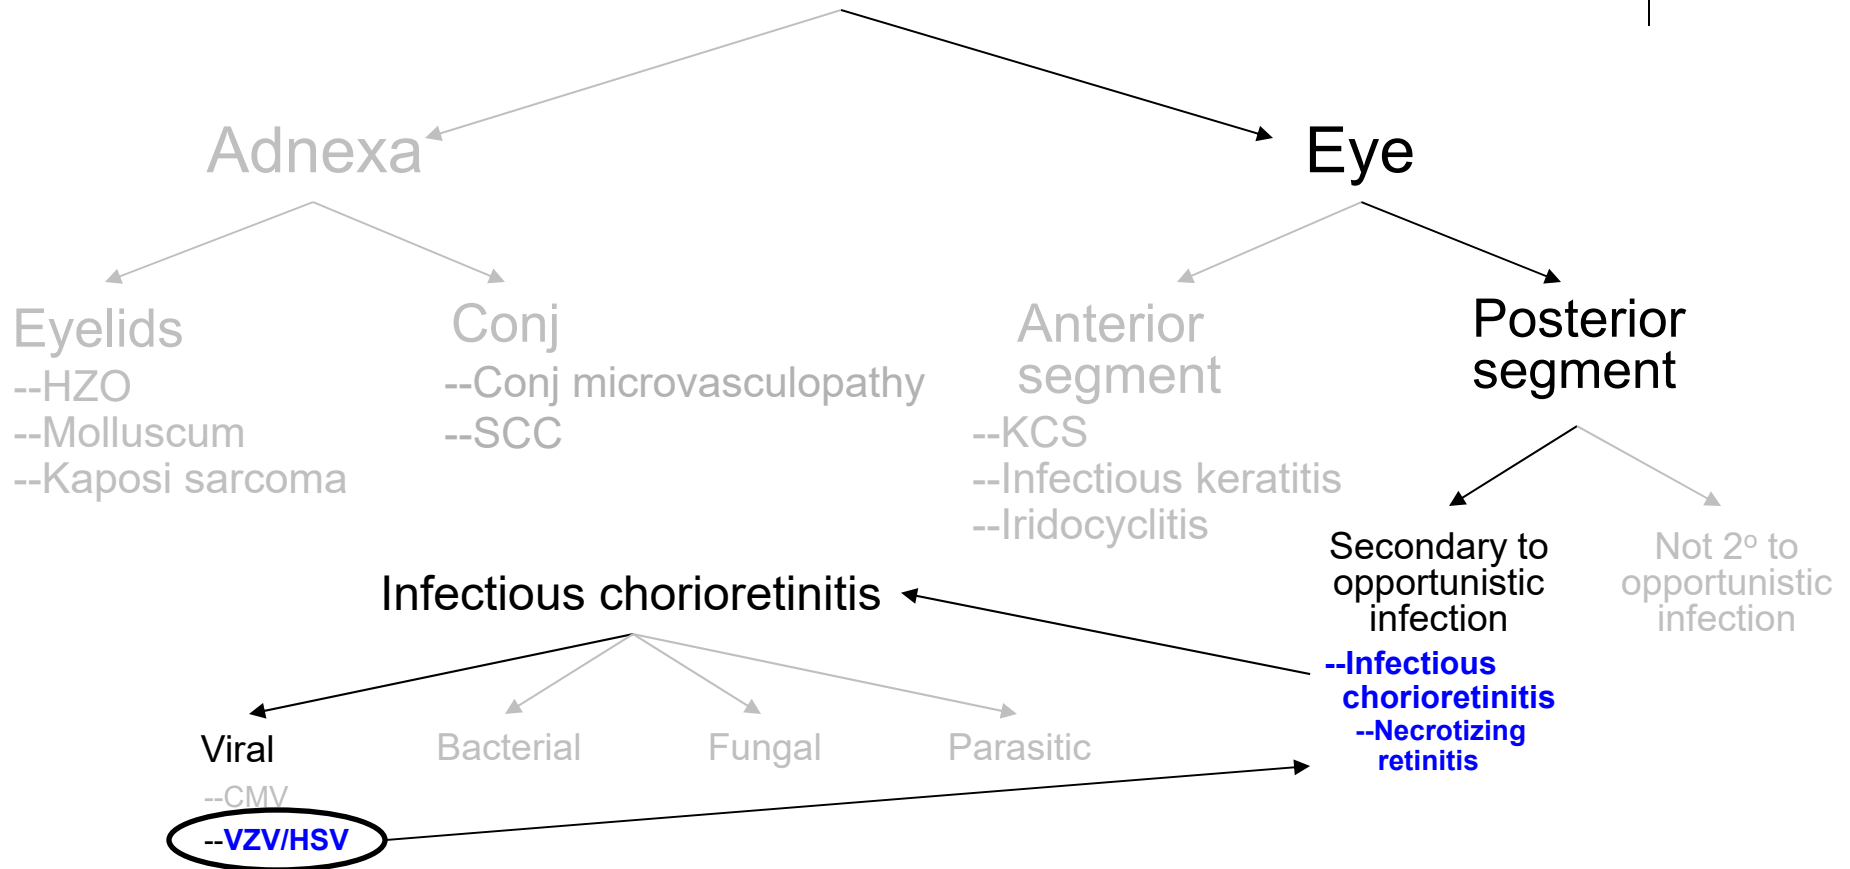 Adnexa
Eye
Eyelids
--HZO
--Molluscum
--Kaposi sarcoma
Conj
--Conj microvasculopathy
--SCC
Anterior
segment
--KCS
--Infectious keratitis
--Iridocyclitis
Posterior
segment
Secondary to
opportunistic
infection
--Infectious
chorioretinitis
--Necrotizing
retinitis
Not 2º to
opportunistic
infection
Infectious chorioretinitis
Viral
--CMV
--VZV/HSV
Bacterial
Fungal
Parasitic